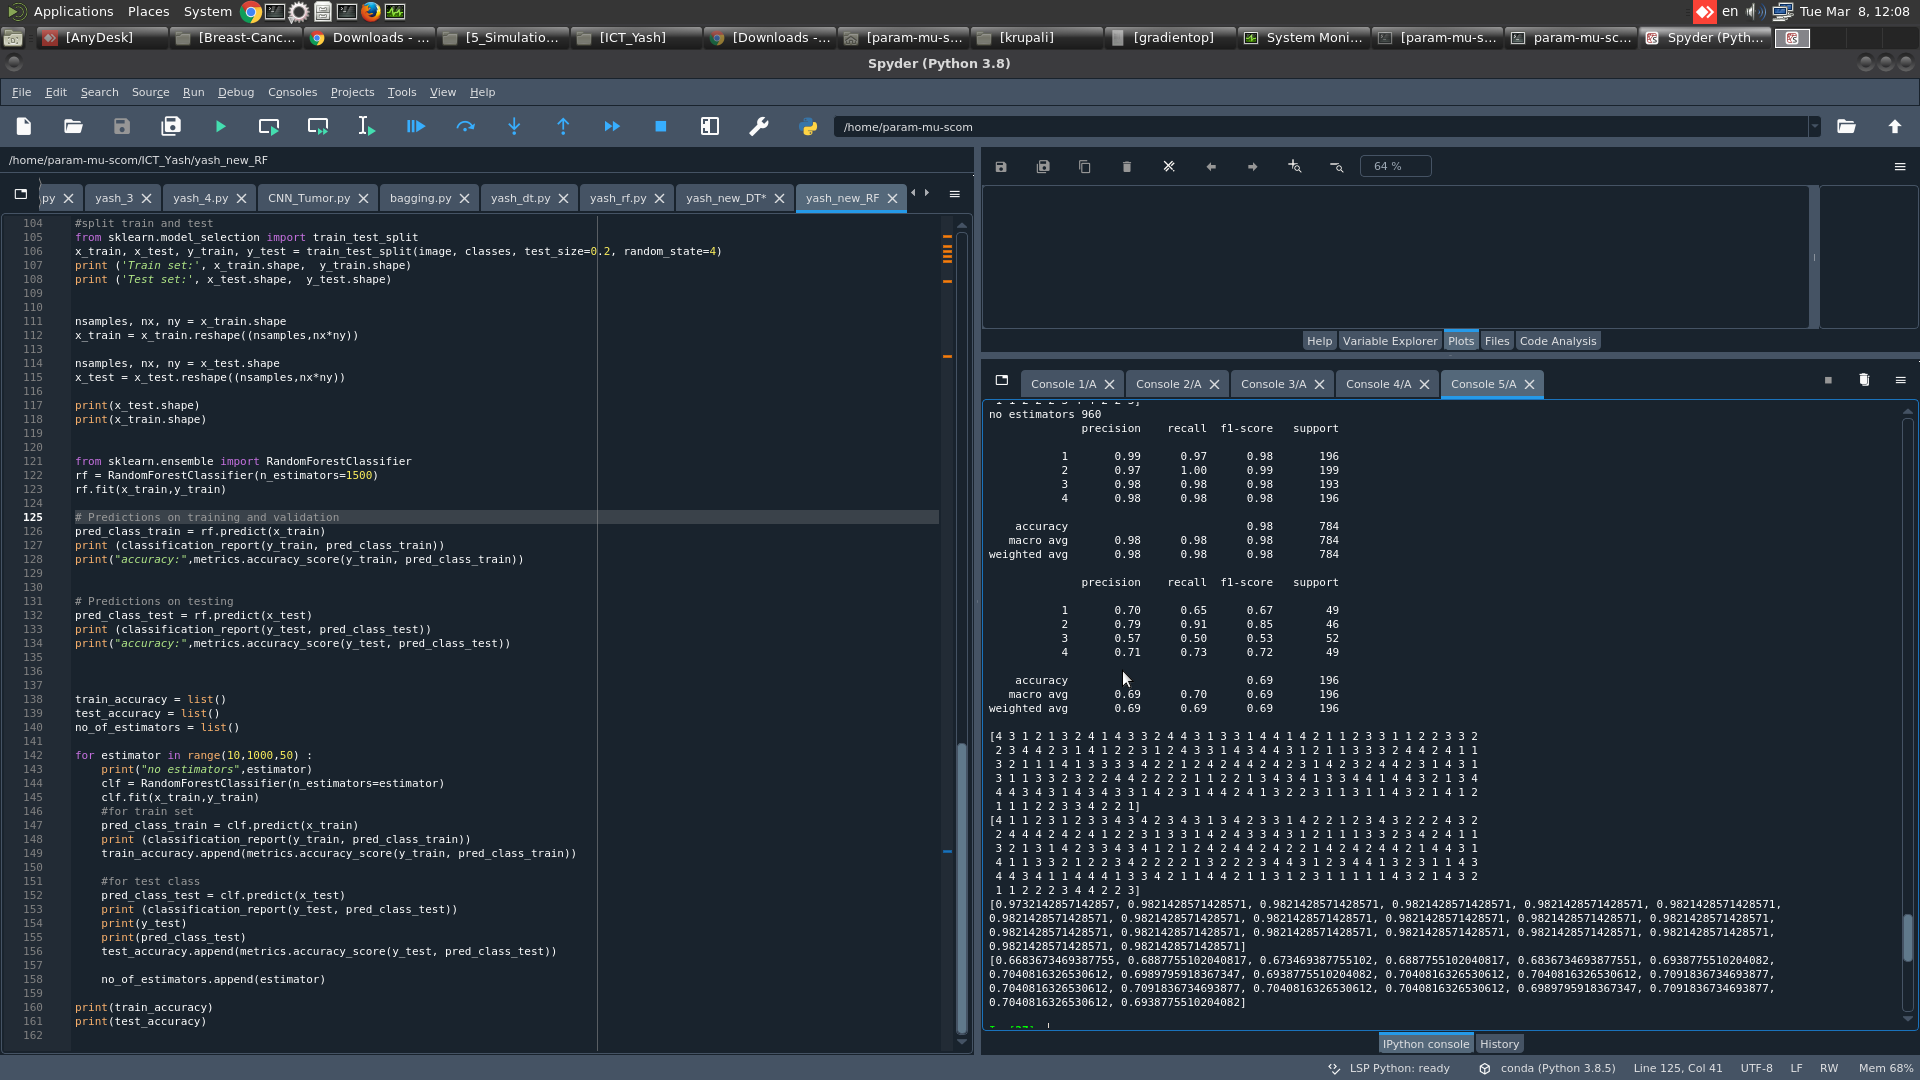 Applications Places System en Tue Mar 8, 12:08
[AnyDesk] [Breast-Canc... Downloads - ... [5_Simulatio... [ICT_Yash] [Downloads -... [param-mu-s... [krupali] [gradientop] System Moni... [param-mu-s... param-mu-sc... Spyder (Pyth...
Spyder (Python 3.8)
File Edit Search Source Run Debug Consoles Projects Tools View Help
/home/param-mu-scom
/home/param-mu-scom/ICT_Yash/yash_new_RF
py yash_3 yash_4.py CNN_Tumor.py bagging.py yash_dt.py yash_rf.py yash_new_DT* yash_new_RF
104 #split train and test
105 from sklearn.model_selection import train_test_split
106 x_train, x_test, y_train, y_test = train_test_split(image, classes, test_size=0.2, random_state=4)
107 print ('Train set:', x_train.shape,  y_train.shape)
108 print ('Test set:', x_test.shape,  y_test.shape)
109
110
111 nsamples, nx, ny = x_train.shape
112 x_train = x_train.reshape((nsamples,nx*ny))
113
114 nsamples, nx, ny = x_test.shape
115 x_test = x_test.reshape((nsamples,nx*ny))
116
117 print(x_test.shape)
118 print(x_train.shape)
119
120
121 from sklearn.ensemble import RandomForestClassifier
122 rf = RandomForestClassifier(n_estimators=1500)
123 rf.fit(x_train,y_train)
124
125 # Predictions on training and validation
126 pred_class_train = rf.predict(x_train)
127 print (classification_report(y_train, pred_class_train))
128 print("accuracy:",metrics.accuracy_score(y_train, pred_class_train))
129
130
131 # Predictions on testing
132 pred_class_test = rf.predict(x_test)
133 print (classification_report(y_test, pred_class_test))
134 print("accuracy:",metrics.accuracy_score(y_test, pred_class_test))
135
136
137
138 train_accuracy = list()
139 test_accuracy = list()
140 no_of_estimators = list()
141
142 for estimator in range(10,1000,50) :
143     print("no estimators",estimator)
144     clf = RandomForestClassifier(n_estimators=estimator)
145     clf.fit(x_train,y_train)
146     #for train set
147     pred_class_train = clf.predict(x_train)
148     print (classification_report(y_train, pred_class_train))
149     train_accuracy.append(metrics.accuracy_score(y_train, pred_class_train))
150
151     #for test class
152     pred_class_test = clf.predict(x_test)
153     print (classification_report(y_test, pred_class_test))
154     print(y_test)
155     print(pred_class_test)
156     test_accuracy.append(metrics.accuracy_score(y_test, pred_class_test))
157
158     no_of_estimators.append(estimator)
159
160 print(train_accuracy)
161 print(test_accuracy)
162
64 %
Help Variable Explorer Plots Files Code Analysis
Console 1/A Console 2/A Console 3/A Console 4/A Console 5/A
no estimators 960
precision recall f1-score support
1 0.99 0.97 0.98 196
2 0.97 1.00 0.99 199
3 0.98 0.98 0.98 193
4 0.98 0.98 0.98 196
accuracy 0.98 784
macro avg 0.98 0.98 0.98 784
weighted avg 0.98 0.98 0.98 784
precision recall f1-score support
1 0.70 0.65 0.67 49
2 0.79 0.91 0.85 46
3 0.57 0.50 0.53 52
4 0.71 0.73 0.72 49
accuracy 0.69 196
macro avg 0.69 0.70 0.69 196
weighted avg 0.69 0.69 0.69 196
[4 3 1 2 1 3 2 4 1 4 3 3 2 4 4 3 1 3 3 1 4 4 1 4 2 1 1 2 3 3 1 1 2 2 3 3 2
2 3 4 4 2 4 1 2 2 3 1 2 4 3 3 1 2 4 4 3 3 2 1 4 2 1 1 3 3 3 2 4 4 2 4 1 1
3 2 1 1 1 4 1 3 3 3 3 4 2 2 1 2 4 2 4 4 2 4 2 3 1 4 2 3 2 4 2 2 1 4 3 1
3 1 1 3 3 2 3 2 2 4 4 2 2 2 2 1 1 2 2 1 3 4 3 4 1 3 3 4 4 1 4 4 3 2 1 3 4
4 4 3 4 3 1 4 3 4 3 3 1 4 2 3 1 4 2 4 1 3 2 2 3 1 1 3 1 1 4 3 2 1 4 1 2
1 1 1 2 2 3 3 4 2 2 1]
[4 1 1 2 3 1 2 3 3 4 3 4 2 3 4 3 1 3 4 2 3 3 1 4 2 2 1 2 3 4 3 2 2 2 4 3 2
2 4 4 4 2 4 2 4 1 2 2 3 1 3 3 1 4 2 4 3 3 4 3 1 2 1 1 1 3 3 2 3 4 2 4 1 1
3 2 1 3 3 1 4 2 3 3 3 4 1 2 1 2 4 2 4 4 2 4 2 2 1 4 2 4 4 2 2 1 4 4 3 1
4 1 1 3 3 2 1 2 2 3 4 2 2 2 2 1 3 2 2 2 3 4 2 3 1 2 3 4 4 1 3 2 3 1 1 4 3
4 4 3 4 1 1 4 4 4 1 3 3 4 2 1 1 4 4 2 1 1 3 1 2 3 1 1 1 1 1 4 3 2 1 4 3 2
1 1 2 2 2 3 4 4 2 2 3]
[0.9732142857142857, 0.9821428571428571, 0.9821428571428571, 0.9821428571428571, 0.9821428571428571, 0.9821428571428571,
0.9821428571428571, 0.9821428571428571, 0.9821428571428571, 0.9821428571428571, 0.9821428571428571, 0.9821428571428571,
0.9821428571428571, 0.9821428571428571, 0.9821428571428571, 0.9821428571428571, 0.9821428571428571, 0.9821428571428571,
0.9821428571428571, 0.9821428571428571]
[0.6683673469387755, 0.6887755102040817, 0.673469387755102, 0.6887755102040817, 0.6836734693877551, 0.6938775510204082,
0.7040816326530612, 0.6989795918367347, 0.6938775510204082, 0.7040816326530612, 0.7040816326530612, 0.7091836734693877,
0.7040816326530612, 0.7091836734693877, 0.7040816326530612, 0.7040816326530612, 0.6989795918367347, 0.7091836734693877,
0.7040816326530612, 0.6938775510204082]
IPython console History
LSP Python: ready conda (Python 3.8.5) Line 125, Col 41 UTF-8 LF RW Mem 68%